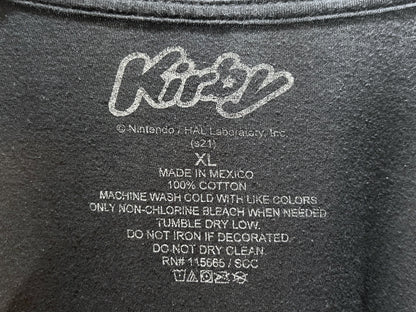 Kirby
© Nintendo / HAL Laboratory, Inc.
(s21)
XL
MADE IN MEXICO
100% COTTON
MACHINE WASH COLD WITH LIKE COLORS
ONLY NON-CHLORINE BLEACH WHEN NEEDED
TUMBLE DRY LOW.
DO NOT IRON IF DECORATED.
DO NOT DRY CLEAN.
RN# 115665 / SCC